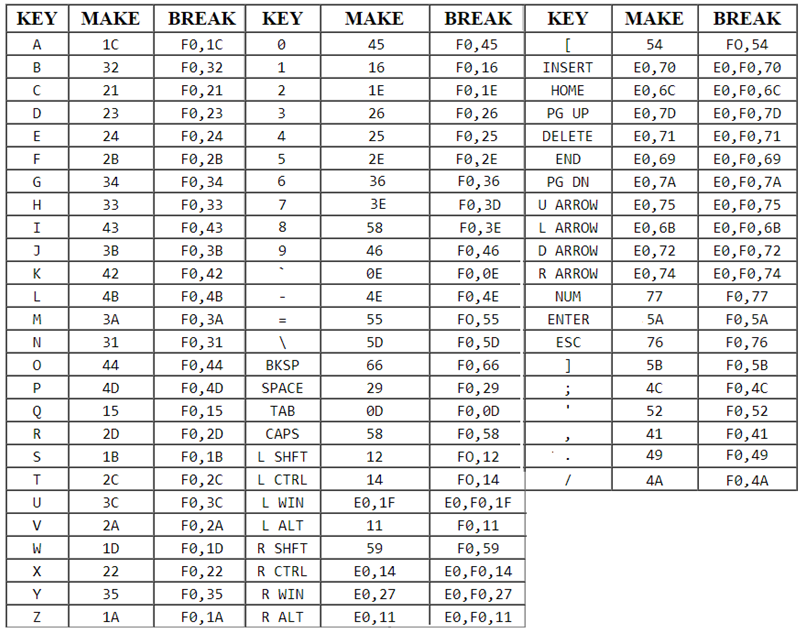 KEY MAKE BREAK KEY MAKE BREAK KEY MAKE BREAK
A 1C F0,1C 0 45 F0,45 [ 54 FO,54
B 32 F0,32 1 16 F0,16 INSERT E0,70 E0,F0,70
C 21 F0,21 2 1E F0,1E HOME E0,6C E0,F0,6C
D 23 F0,23 3 26 F0,26 PG UP E0,7D E0,F0,7D
E 24 F0,24 4 25 F0,25 DELETE E0,71 E0,F0,71
F 2B F0,2B 5 2E F0,2E END E0,69 E0,F0,69
G 34 F0,34 6 36 F0,36 PG DN E0,7A E0,F0,7A
H 33 F0,33 7 3E F0,3D U ARROW E0,75 E0,F0,75
I 43 F0,43 8 58 F0,3E L ARROW E0,6B E0,F0,6B
J 3B F0,3B 9 46 F0,46 D ARROW E0,72 E0,F0,72
K 42 F0,42 ` 0E F0,0E R ARROW E0,74 E0,F0,74
L 4B F0,4B - 4E F0,4E NUM 77 F0,77
M 3A F0,3A = 55 FO,55 ENTER 5A F0,5A
N 31 F0,31 \ 5D F0,5D ESC 76 F0,76
O 44 F0,44 BKSP 66 F0,66 ] 5B F0,5B
P 4D F0,4D SPACE 29 F0,29 ; 4C F0,4C
Q 15 F0,15 TAB 0D F0,0D ' 52 F0,52
R 2D F0,2D CAPS 58 F0,58 , 41 F0,41
S 1B F0,1B L SHFT 12 FO,12 . 49 F0,49
T 2C F0,2C L CTRL 14 FO,14 / 4A F0,4A
U 3C F0,3C L WIN E0,1F E0,F0,1F
V 2A F0,2A L ALT 11 F0,11
W 1D F0,1D R SHFT 59 F0,59
X 22 F0,22 R CTRL E0,14 E0,F0,14
Y 35 F0,35 R WIN E0,27 E0,F0,27
Z 1A F0,1A R ALT E0,11 E0,F0,11